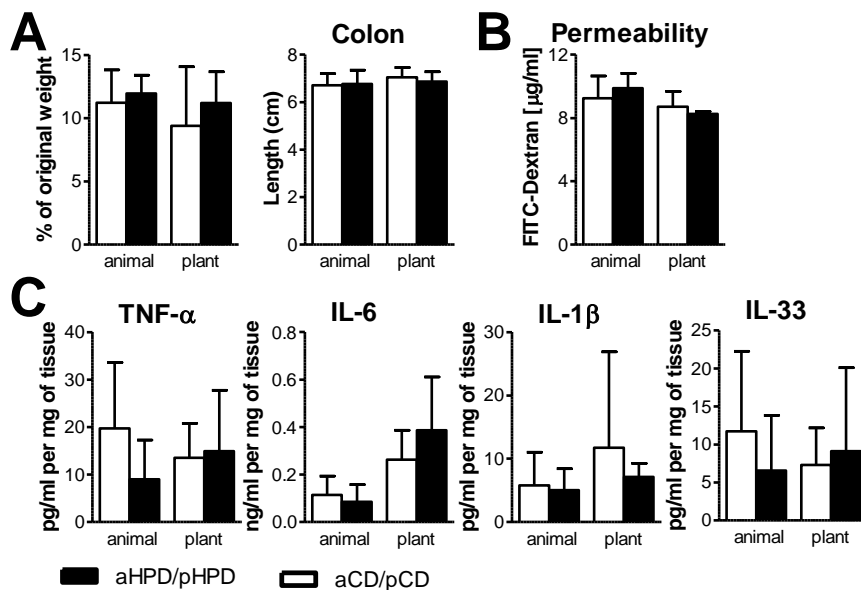 A
% of original weight
15
10
5
0
animal plant
Colon
Length (cm)
8
6
4
2
0
animal plant
B
Permeability
FITC-Dextran [µg/ml]
12
8
4
0
animal plant
C
TNF-α
pg/ml per mg of tissue
40
30
20
10
0
animal plant
IL-6
ng/ml per mg of tissue
0.8
0.6
0.4
0.2
0.0
animal plant
IL-1β
pg/ml per mg of tissue
30
20
10
0
animal plant
IL-33
pg/ml per mg of tissue
25
20
15
10
5
0
animal plant
aHPD/pHPD aCD/pCD